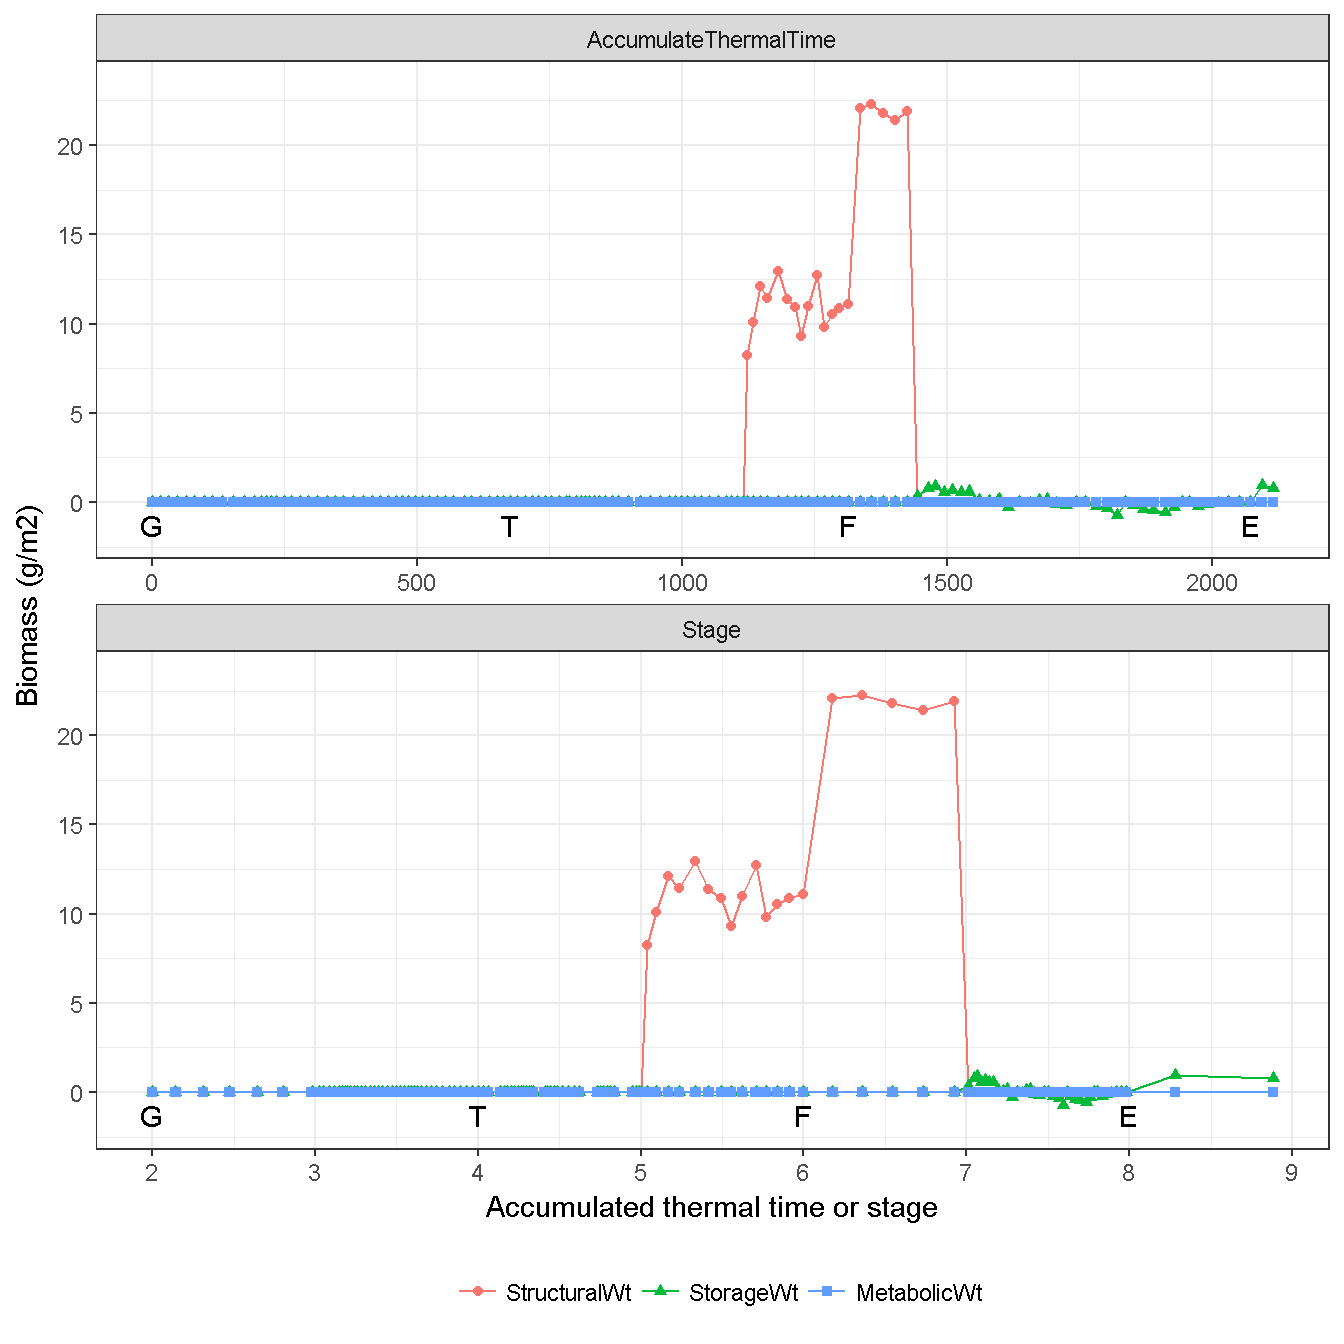 AccumulateThermalTime
20
15
10
5
0
G T F E
0 500 1000 1500 2000
Biomass (g/m2)
Stage
20
15
10
5
0
G T F E
2 3 4 5 6 7 8 9
Accumulated thermal time or stage
StructuralWt StorageWt MetabolicWt